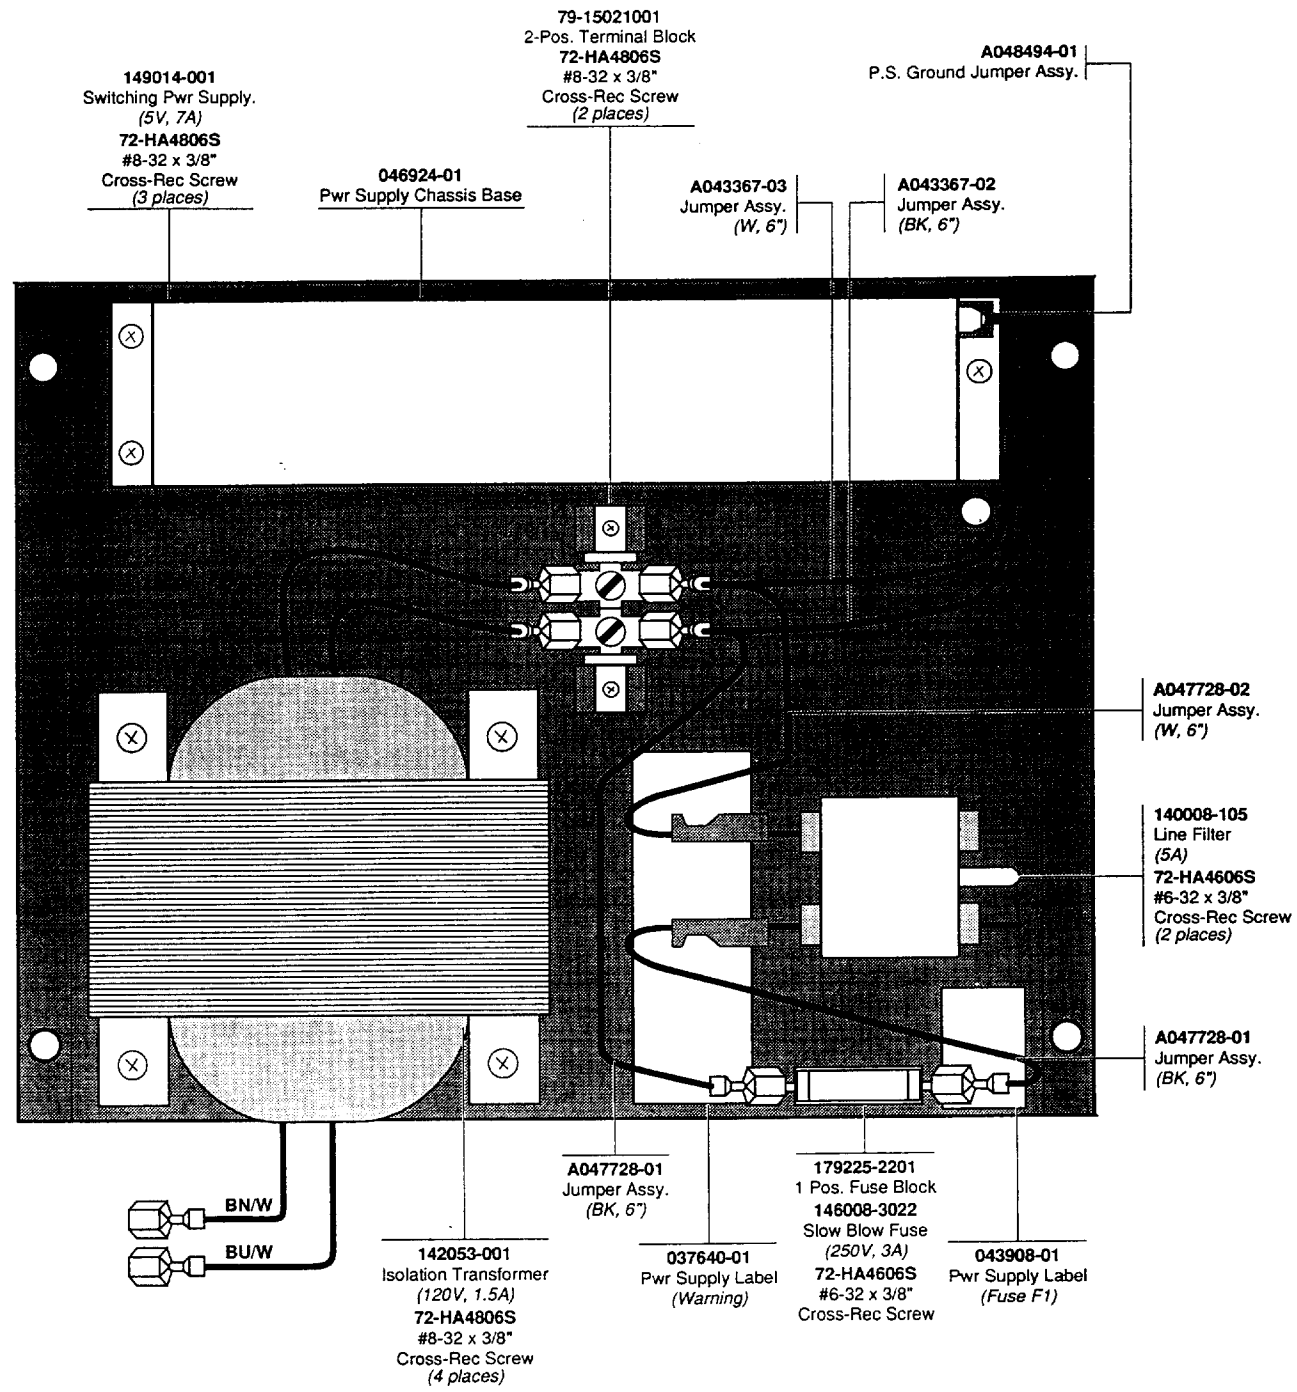 79-15021001
2-Pos. Terminal Block
72-HA4806S
#8-32 x 3/8"
Cross-Rec Screw
(2 places)
A048494-01
P.S. Ground Jumper Assy.
149014-001
Switching Pwr Supply.
(5V, 7A)
72-HA4806S
#8-32 x 3/8"
Cross-Rec Screw
(3 places)
046924-01
Pwr Supply Chassis Base
A043367-03
Jumper Assy.
(W, 6")
A043367-02
Jumper Assy.
(BK, 6")
A047728-02
Jumper Assy.
(W, 6")
140008-105
Line Filter
(5A)
72-HA4606S
#6-32 x 3/8"
Cross-Rec Screw
(2 places)
A047728-01
Jumper Assy.
(BK, 6")
BN/W
BU/W
142053-001
Isolation Transformer
(120V, 1.5A)
72-HA4806S
#8-32 x 3/8"
Cross-Rec Screw
(4 places)
A047728-01
Jumper Assy.
(BK, 6")
037640-01
Pwr Supply Label
(Warning)
179225-2201
1 Pos. Fuse Block
146008-3022
Slow Blow Fuse
(250V, 3A)
72-HA4606S
#6-32 x 3/8"
Cross-Rec Screw
043908-01
Pwr Supply Label
(Fuse F1)